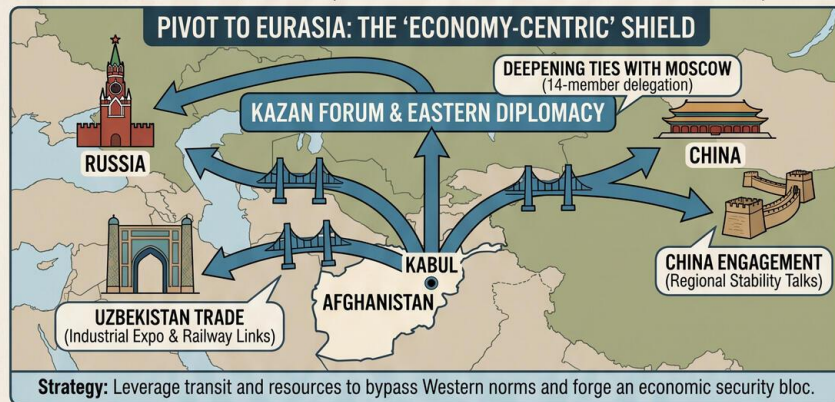 PIVOT TO EURASIA: THE 'ECONOMY-CENTRIC' SHIELD
DEEPENING TIES WITH MOSCOW
(14-member delegation)
KAZAN FORUM & EASTERN DIPLOMACY
RUSSIA
CHINA
KABUL
AFGHANISTAN
CHINA ENGAGEMENT
(Regional Stability Talks)
UZBEKISTAN TRADE
(Industrial Expo & Railway Links)
Strategy: Leverage transit and resources to bypass Western norms and forge an economic security bloc.